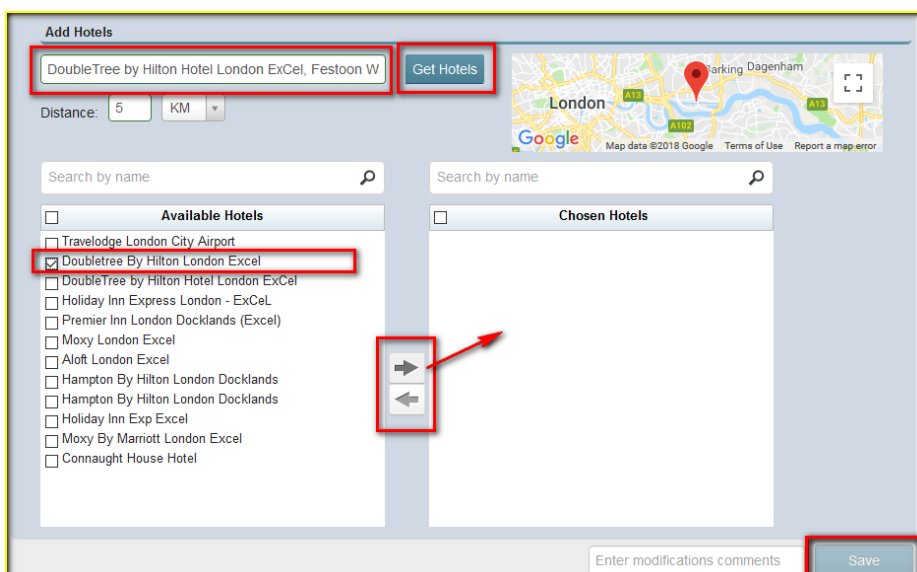 Add Hotels
DoubleTree by Hilton Hotel London ExCel, Festoon W
Get Hotels
Distance: 5 KM
Parking Dagenham
London A13
A13
A102
Google
Map data ©2018 Google Terms of Use Report a map error
Search by name
Search by name
Available Hotels
Chosen Hotels
Travelodge London City Airport
Doubletree By Hilton London Excel
DoubleTree by Hilton Hotel London ExCel
Holiday Inn Express London - ExCeL
Premier Inn London Docklands (Excel)
Moxy London Excel
Aloft London Excel
Hampton By Hilton London Docklands
Hampton By Hilton London Docklands
Holiday Inn Exp Excel
Moxy By Marriott London Excel
Connaught House Hotel
Enter modifications comments
Save